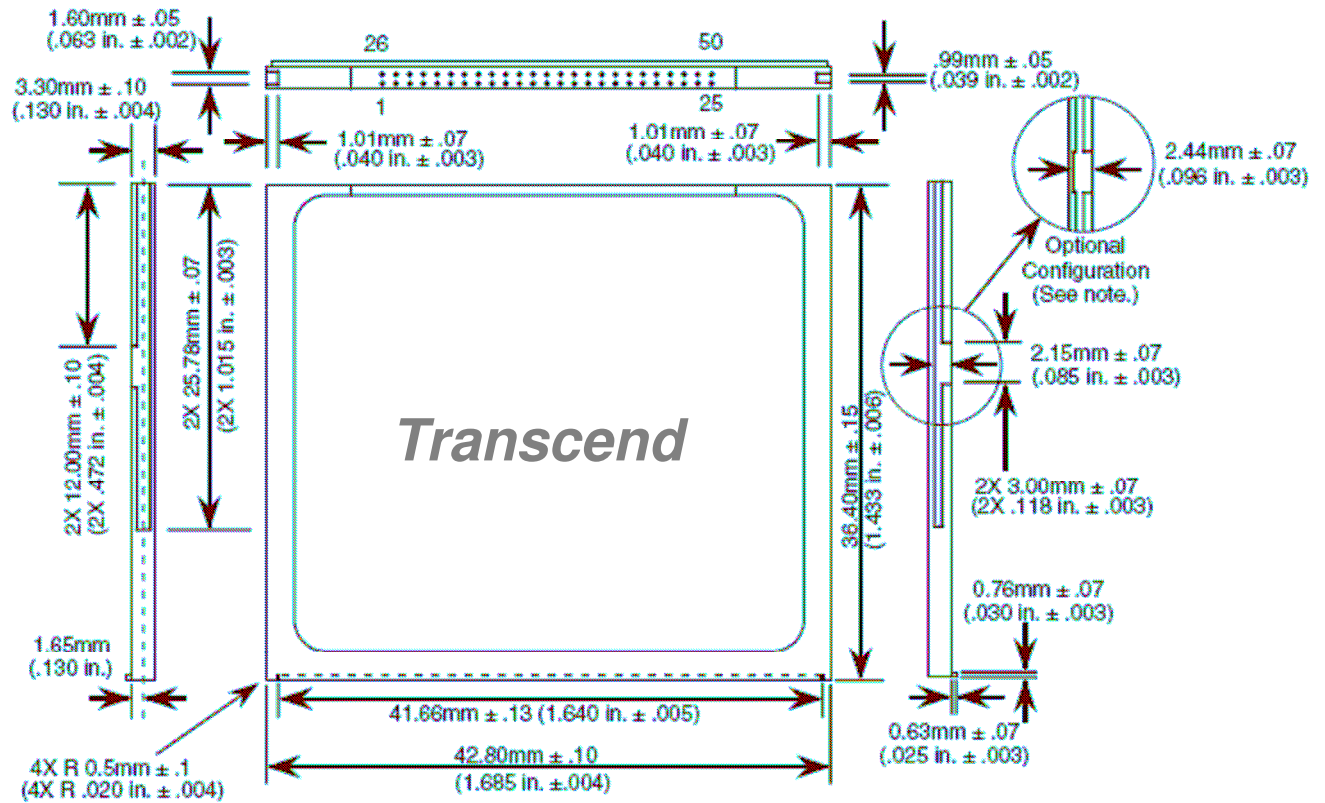 1.60mm ± .05
(.063 in. ± .002)
26
50
.99mm ± .05
(.039 in. ± .002)
3.30mm ± .10
(.130 in. ± .004)
1
25
1.01mm ± .07
(.040 in. ± .003)
1.01mm ± .07
(.040 in. ± .003)
2.44mm ± .07
(.096 in. ± .003)
Optional
Configuration
(See note.)
2X 12.00mm ± .10
(2X .472 in. ± .004)
2X 25.78mm ± .07
(2X 1.015 in. ± .003)
Transcend
36.40mm ± .15
(1.433 in. ± .006)
2.15mm ± .07
(.085 in. ± .003)
2X 3.00mm ± .07
(2X .118 in. ± .003)
0.76mm ± .07
(.030 in. ± .003)
1.65mm
(.130 in.)
41.66mm ± .13 (1.640 in. ± .005)
0.63mm ± .07
(.025 in. ± .003)
42.80mm ± .10
(1.685 in. ±.004)
4X R 0.5mm ± .1
(4X R .020 in. ± .004)